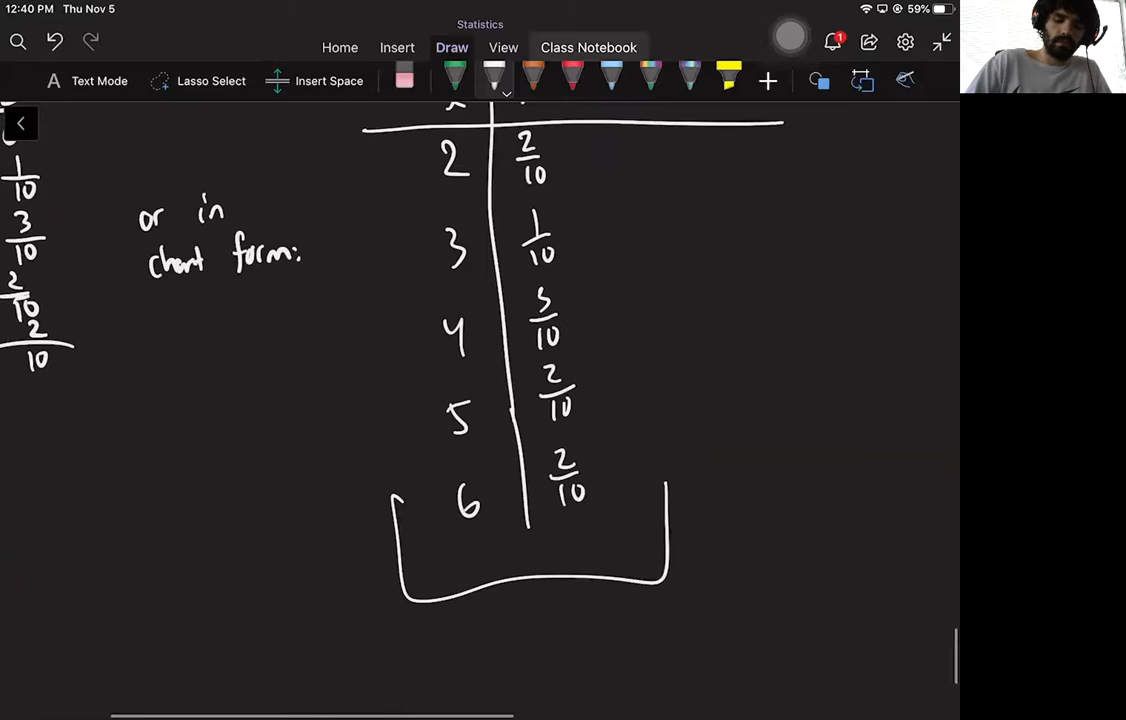 12:40 PM Thu Nov 5
59%
Statistics
Home Insert Draw View Class Notebook
1
Text Mode Lasso Select Insert Space
x
2 2/10
3 1/10
4 3/10
5 2/10
6 2/10
or in
chart form:
1/10
3/10
2/10
2/10